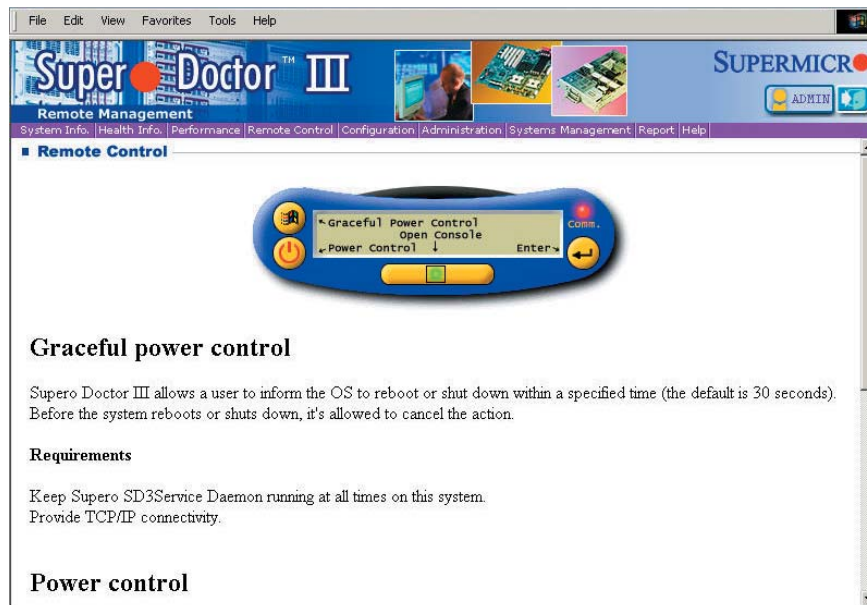 File Edit View Favorites Tools Help
Super Doctor™ III
SUPERMICR
Remote Management
ADMIN
System Info. Health Info. Performance Remote Control Configuration Administration Systems Management Report Help
Remote Control
Graceful Power Control
Open Console
Power Control
Enter
Comm.
Graceful power control
Supero Doctor III allows a user to inform the OS to reboot or shut down within a specified time (the default is 30 seconds).
Before the system reboots or shuts down, it's allowed to cancel the action.
Requirements
Keep Supero SD3Service Daemon running at all times on this system.
Provide TCP/IP connectivity.
Power control